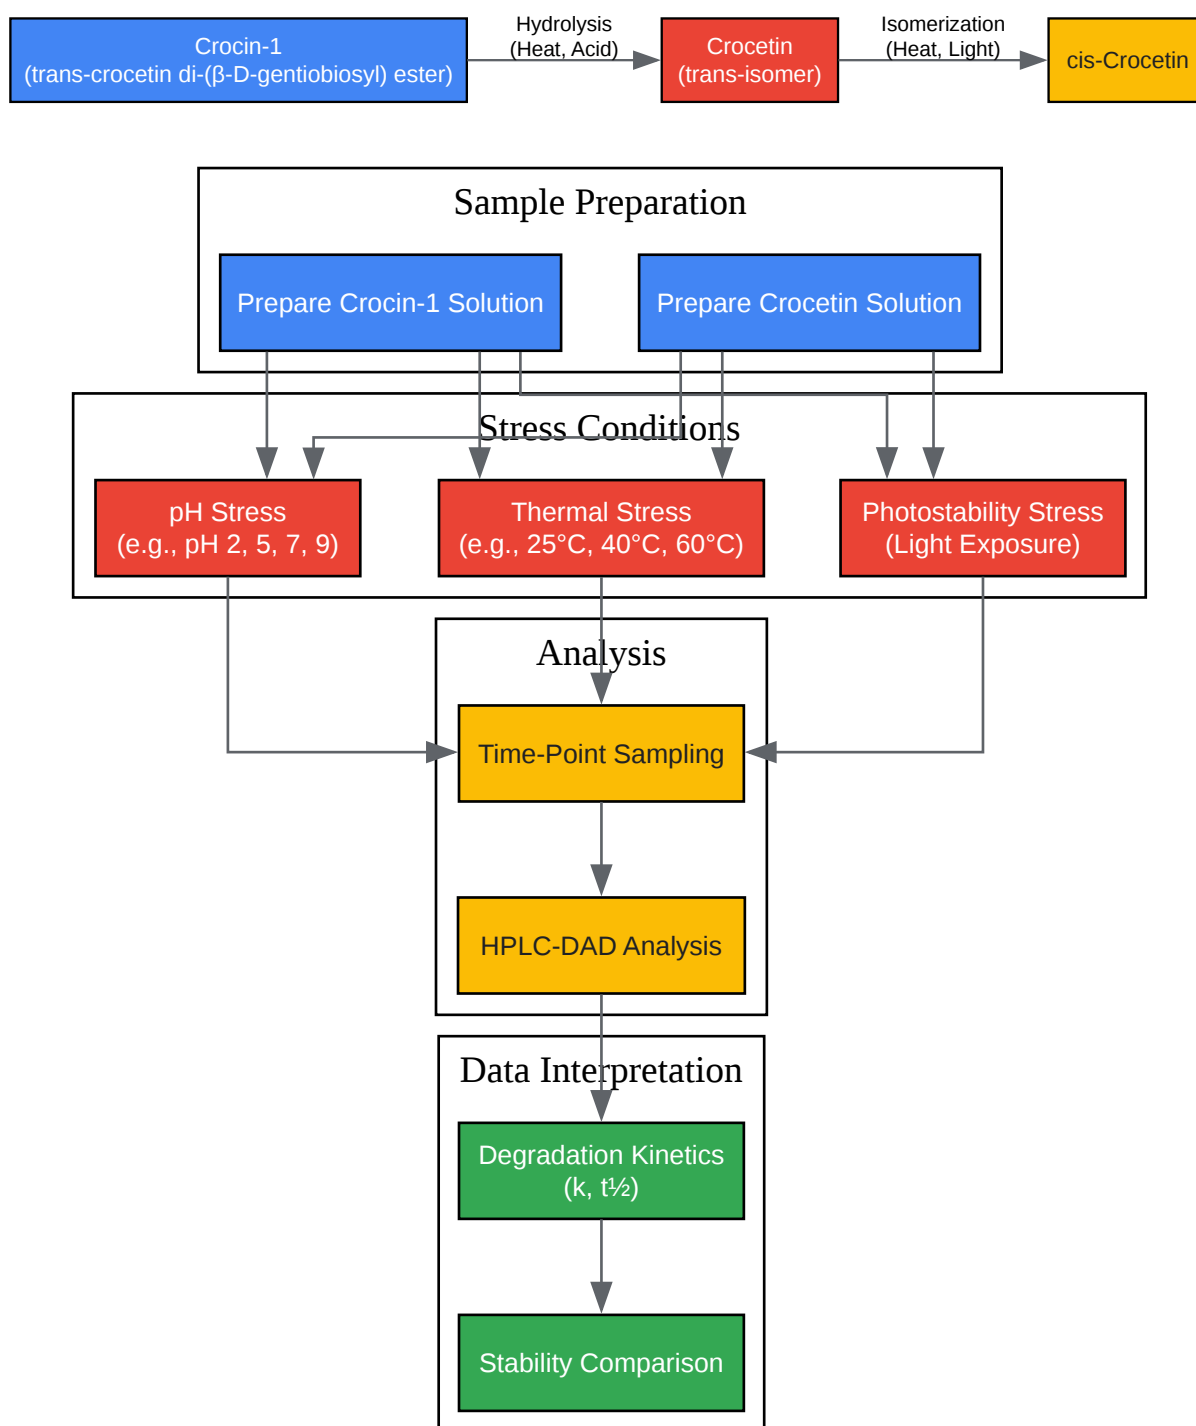 Crocin-1
(trans-crocetin di-(β-D-gentiobiosyl) ester)
Hydrolysis
(Heat, Acid)
Crocetin
(trans-isomer)
Isomerization
(Heat, Light)
cis-Crocetin
Sample Preparation
Prepare Crocin-1 Solution
Prepare Crocetin Solution
Stress Conditions
pH Stress
(e.g., pH 2, 5, 7, 9)
Thermal Stress
(e.g., 25°C, 40°C, 60°C)
Photostability Stress
(Light Exposure)
Analysis
Time-Point Sampling
HPLC-DAD Analysis
Data Interpretation
Degradation Kinetics
(k, t½)
Stability Comparison